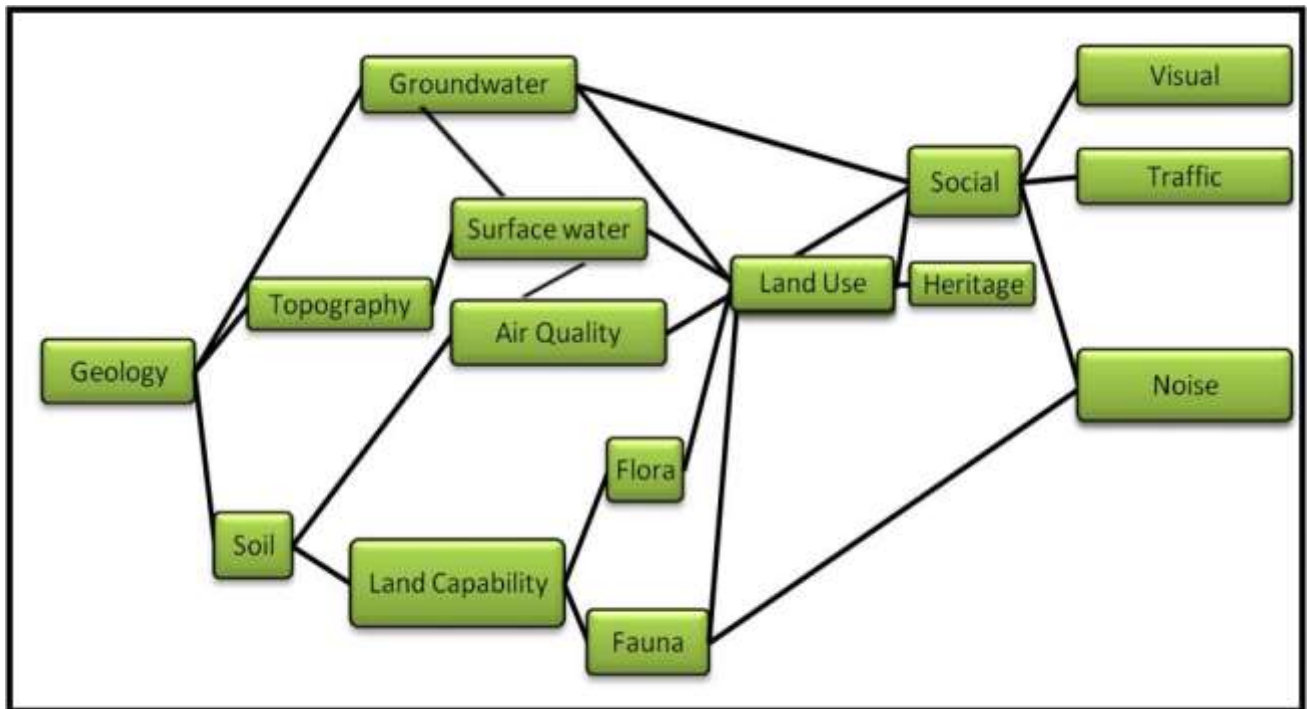 Groundwater
Visual
Social
Traffic
Surface water
Land Use
Heritage
Topography
Air Quality
Geology
Noise
Flora
Soil
Land Capability
Fauna